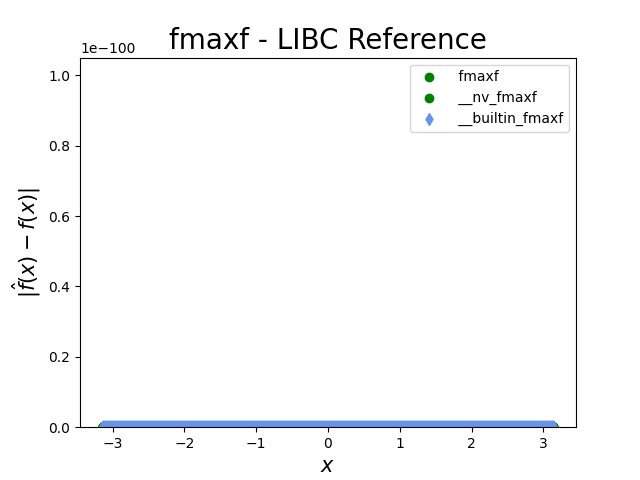 fmaxf - LIBC Reference
1e−100
1.0
0.8
0.6
0.4
0.2
0.0
|f̂(x) − f(x)|
fmaxf
__nv_fmaxf
__builtin_fmaxf
−3 −2 −1 0 1 2 3
x